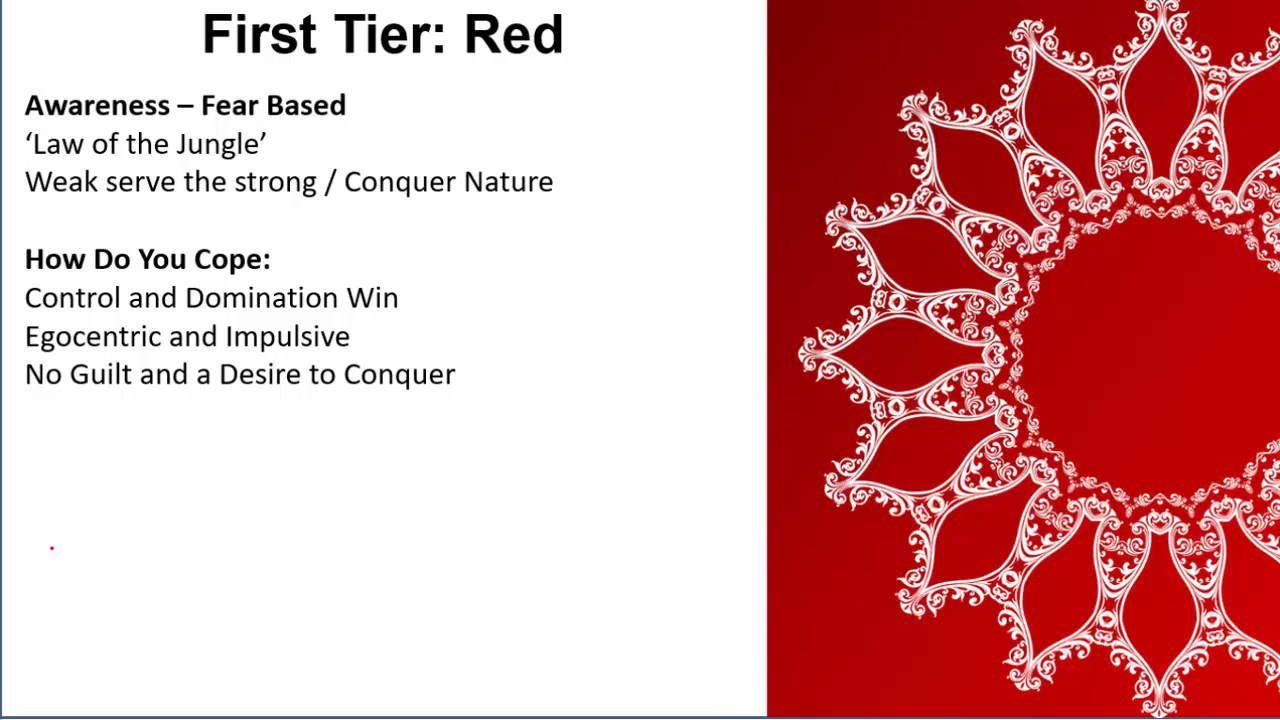 First Tier: Red
Awareness – Fear Based
‘Law of the Jungle’
Weak serve the strong / Conquer Nature
How Do You Cope:
Control and Domination Win
Egocentric and Impulsive
No Guilt and a Desire to Conquer